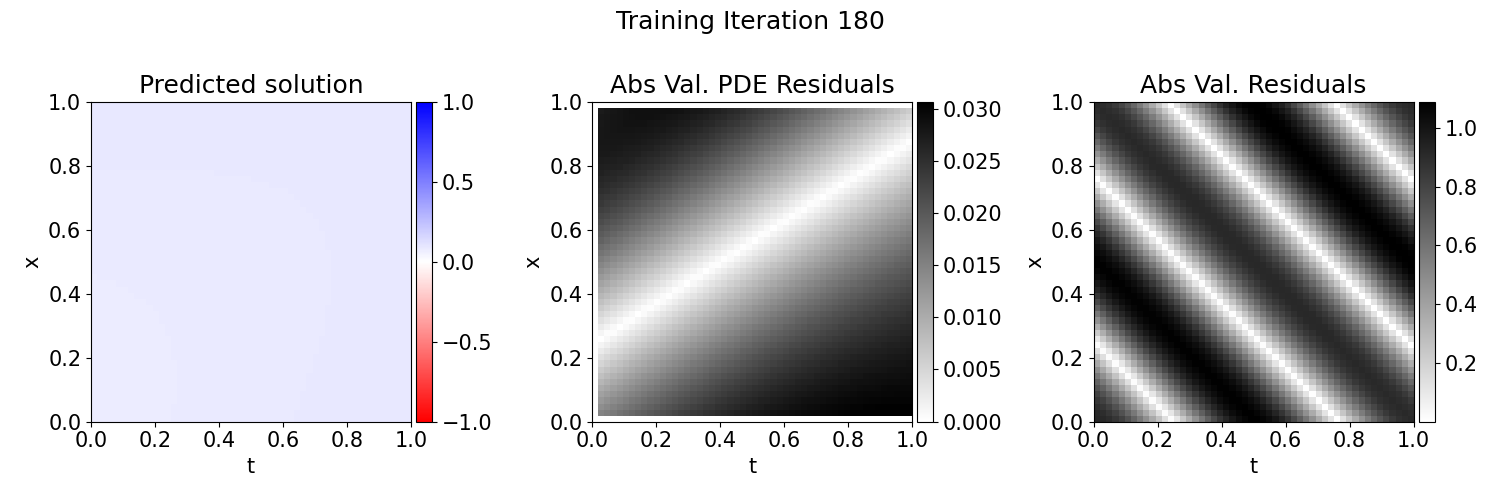 Training Iteration 180
Predicted solution
1.0
0.8
0.6
0.4
0.2
0.0
x
0.0 0.2 0.4 0.6 0.8 1.0
t
1.0
0.5
0.0
−0.5
−1.0
Abs Val. PDE Residuals
1.0
0.8
0.6
0.4
0.2
0.0
x
0.0 0.2 0.4 0.6 0.8 1.0
t
0.030
0.025
0.020
0.015
0.010
0.005
0.000
Abs Val. Residuals
1.0
0.8
0.6
0.4
0.2
0.0
x
0.0 0.2 0.4 0.6 0.8 1.0
t
1.0
0.8
0.6
0.4
0.2